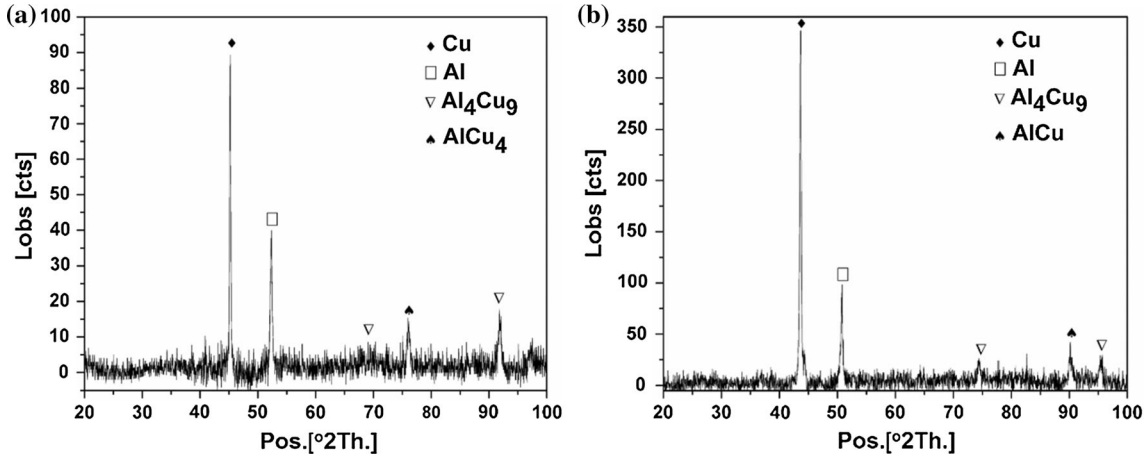 (a)
100
90
80
70
60
50
40
30
20
10
0
Lobs [cts]
Cu
Al
Al₄Cu₉
AlCu₄
20 30 40 50 60 70 80 90 100
Pos.[°2Th.]
(b)
350
300
250
200
150
100
50
0
Lobs [cts]
Cu
Al
Al₄Cu₉
AlCu
20 30 40 50 60 70 80 90 100
Pos.[°2Th.]